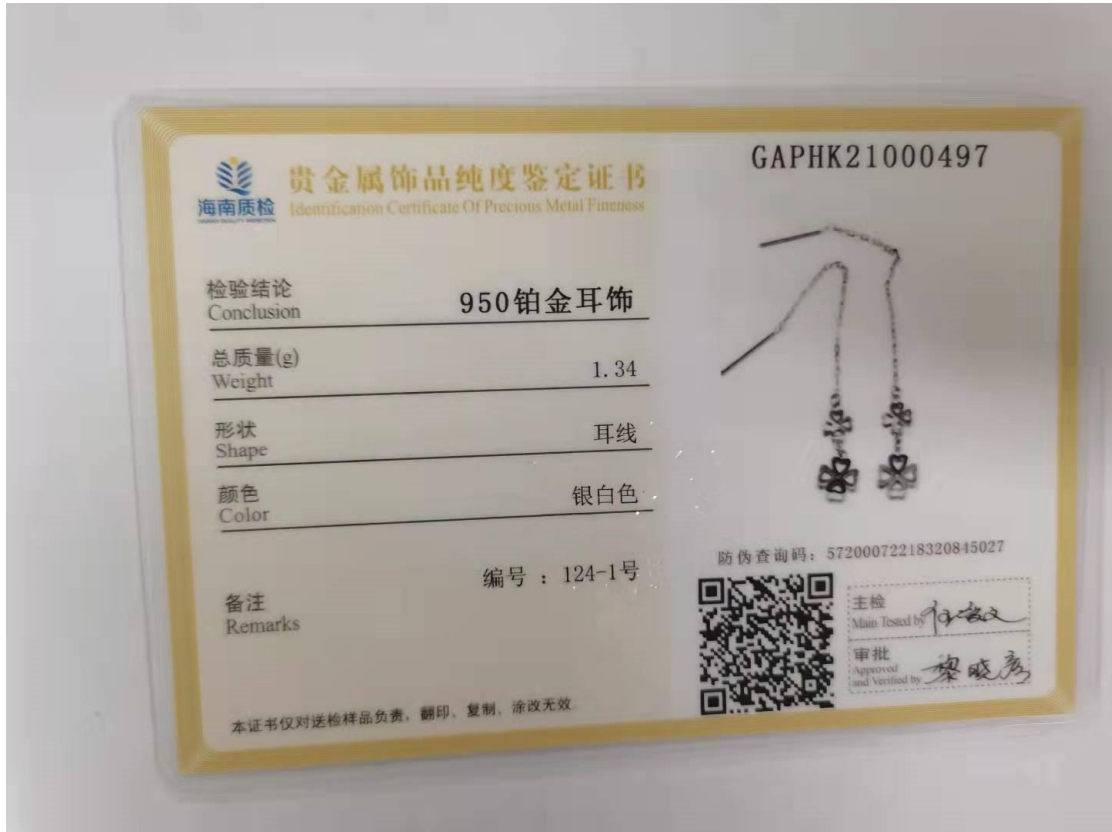 GAPHK21000497
海南质检
贵金属饰品纯度鉴定证书
Identification Certificate Of Precious Metal Fineness
检验结论
Conclusion
950铂金耳饰
总质量(g)
Weight
1.34
形状
Shape
耳线
颜色
Color
银白色
编号 : 124-1号
备注
Remarks
本证书仅对送检样品负责, 翻印、复制、涂改无效.
防伪查询码: 57200072218320845027
主检
Main Tested by
审批
Approved
and Verified by
黎晓彦